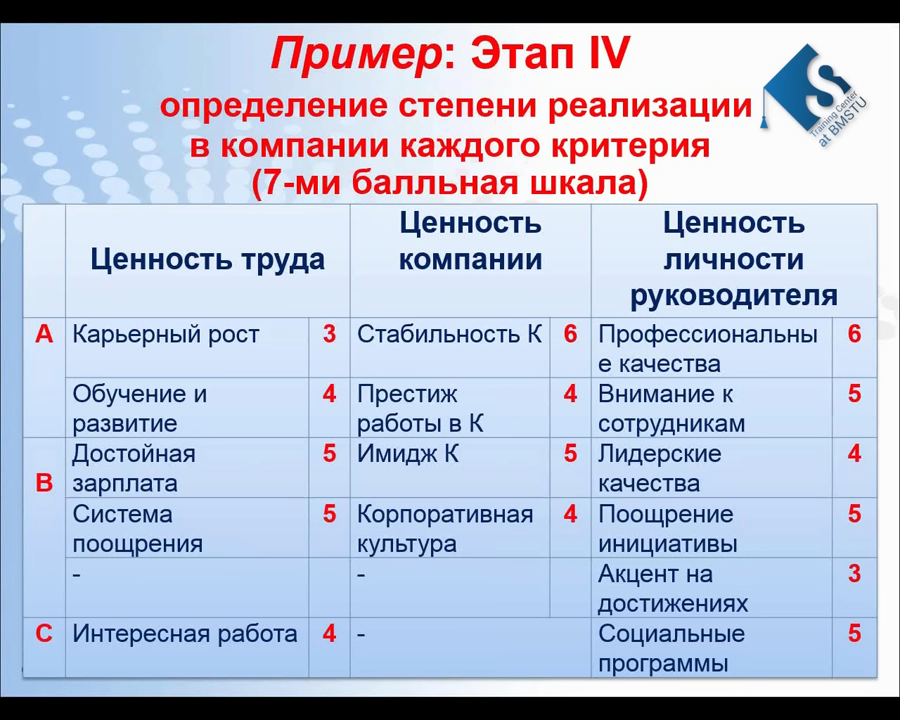 Пример: Этап IV
определение степени реализации
в компании каждого критерия
(7-ми балльная шкала)
Training Center
at BMSTU
Ценность труда
Ценность
компании
Ценность
личности
руководителя
А
Карьерный рост
3
Стабильность К
6
Профессиональны
е качества
6
Обучение и
развитие
4
Престиж
работы в К
4
Внимание к
сотрудникам
5
В
Достойная
зарплата
5
Имидж К
5
Лидерские
качества
4
Система
поощрения
5
Корпоративная
культура
4
Поощрение
инициативы
5
-
-
Акцент на
достижениях
3
С
Интересная работа
4
-
Социальные
программы
5